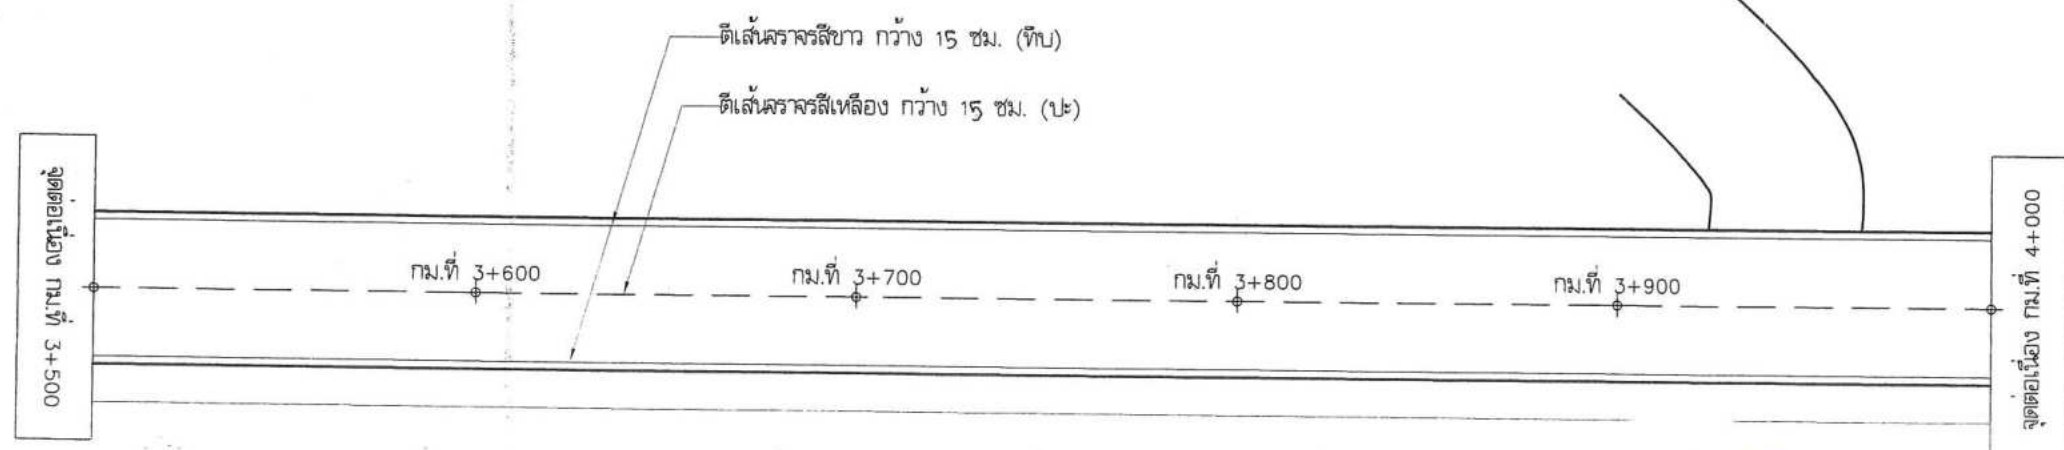 ตีเส้นจราจรสีขาว กว้าง 15 ซม. (ทึบ)
ตีเส้นจราจรสีเหลือง กว้าง 15 ซม. (ปะ)
จุดต่อเนื่อง กม.ที่ 3+500
กม.ที่ 3+600
กม.ที่ 3+700
กม.ที่ 3+800
กม.ที่ 3+900
จุดต่อเนื่อง กม.ที่ 4+000